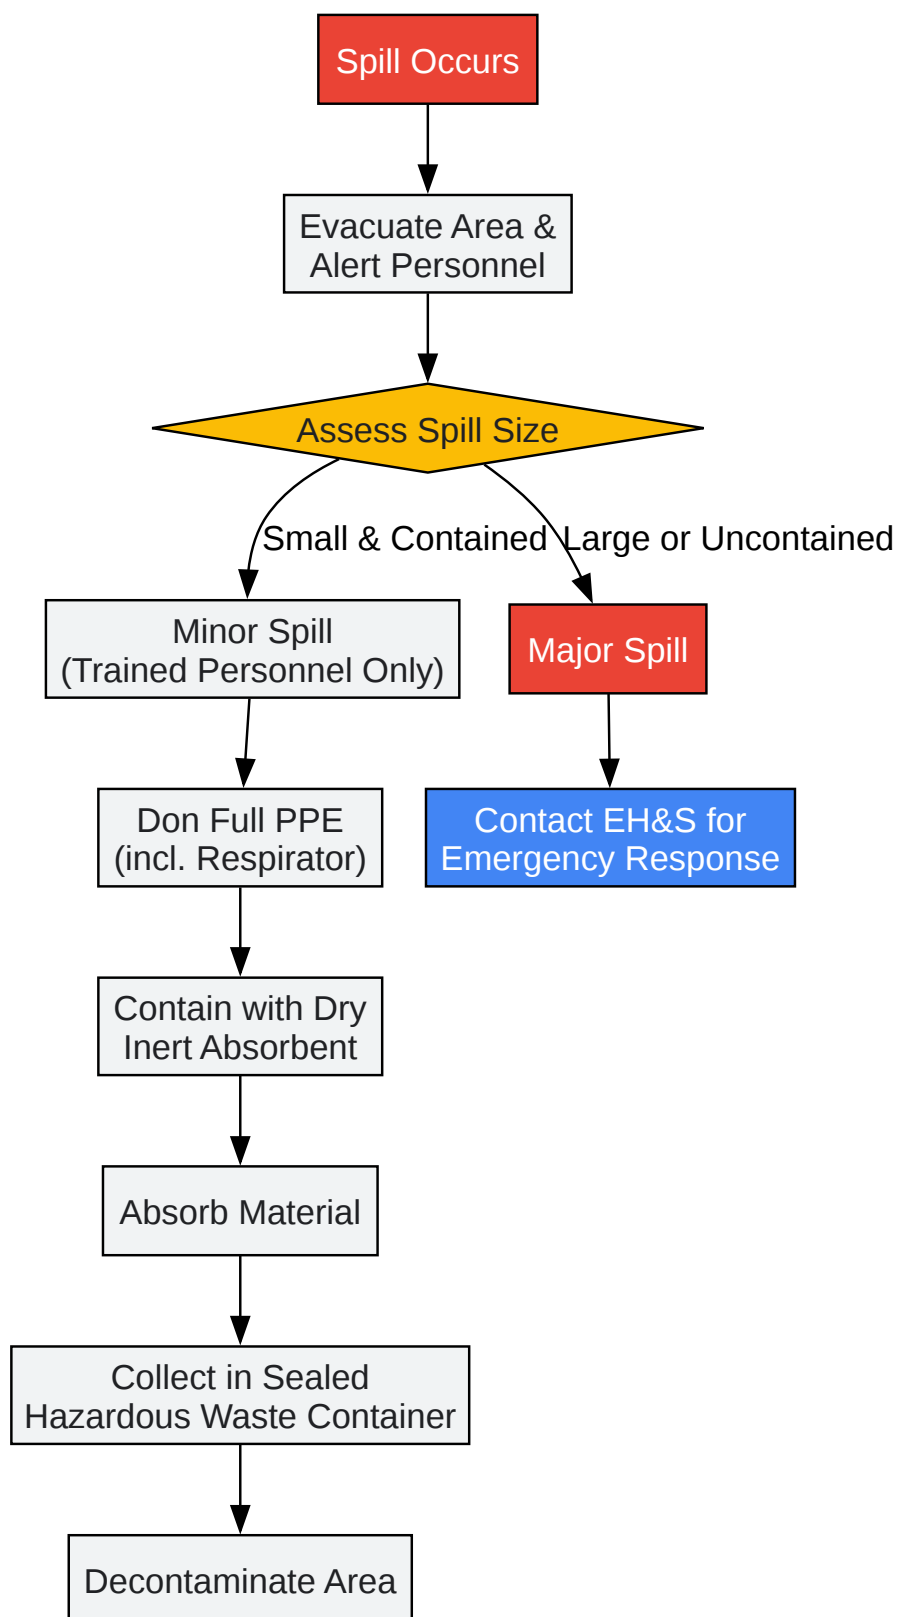 Spill Occurs
Evacuate Area &
Alert Personnel
Assess Spill Size
Small & Contained
Large or Uncontained
Minor Spill
(Trained Personnel Only)
Major Spill
Don Full PPE
(incl. Respirator)
Contact EH&S for
Emergency Response
Contain with Dry
Inert Absorbent
Absorb Material
Collect in Sealed
Hazardous Waste Container
Decontaminate Area